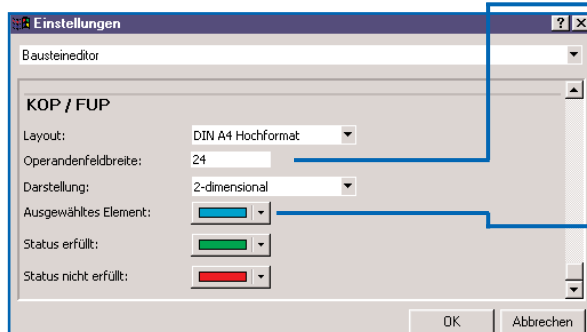 Einstellungen
Bausteineditor
KOP / FUP
Layout: DIN A4 Hochformat
Operandenfeldbreite: 24
Darstellung: 2-dimensional
Ausgewähltes Element:
Status erfüllt:
Status nicht erfüllt:
OK Abbrechen